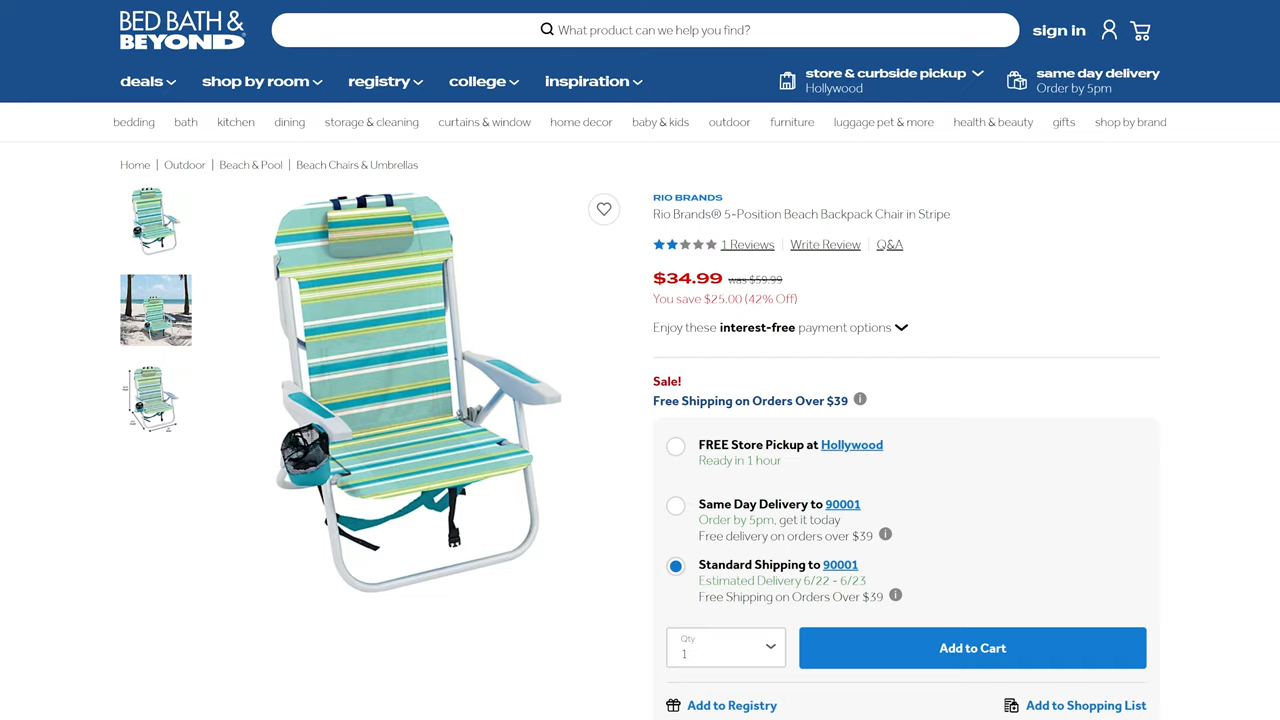 BED BATH &
BEYOND
What product can we help you find?
sign in
deals
shop by room
registry
college
inspiration
store & curbside pickup
Hollywood
same day delivery
Order by 5pm
bedding
bath
kitchen
dining
storage & cleaning
curtains & window
home decor
baby & kids
outdoor
furniture
luggage pet & more
health & beauty
gifts
shop by brand
Home | Outdoor | Beach & Pool | Beach Chairs & Umbrellas
RIO BRANDS
Rio Brands® 5-Position Beach Backpack Chair in Stripe
1 Reviews | Write Review | Q&A
$34.99 was $59.99
You save $25.00 (42% Off)
Enjoy these interest-free payment options
Sale!
Free Shipping on Orders Over $39
FREE Store Pickup at Hollywood
Ready in 1 hour
Same Day Delivery to 90001
Order by 5pm, get it today
Free delivery on orders over $39
Standard Shipping to 90001
Estimated Delivery 6/22 - 6/23
Free Shipping on Orders Over $39
Qty
1
Add to Cart
Add to Registry
Add to Shopping List